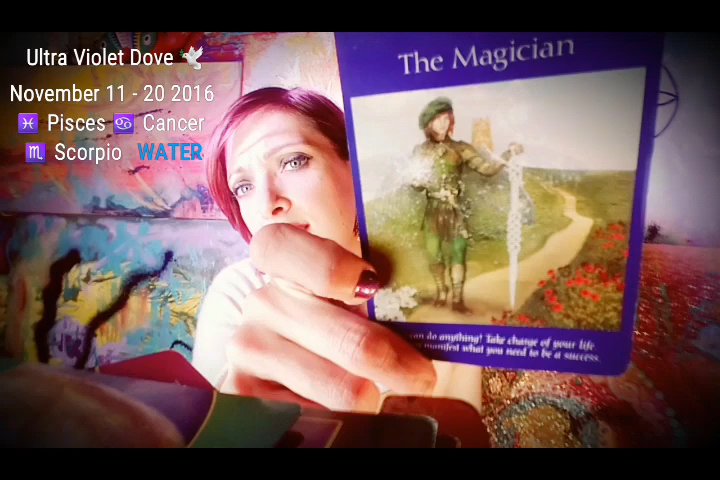 Ultra Violet Dove 🕊
November 11 - 20 2016
♓ Pisces ♋ Cancer
♏ Scorpio WATER
The Magician
can do anything! Take charge of your life
manifest what you need to be a success.